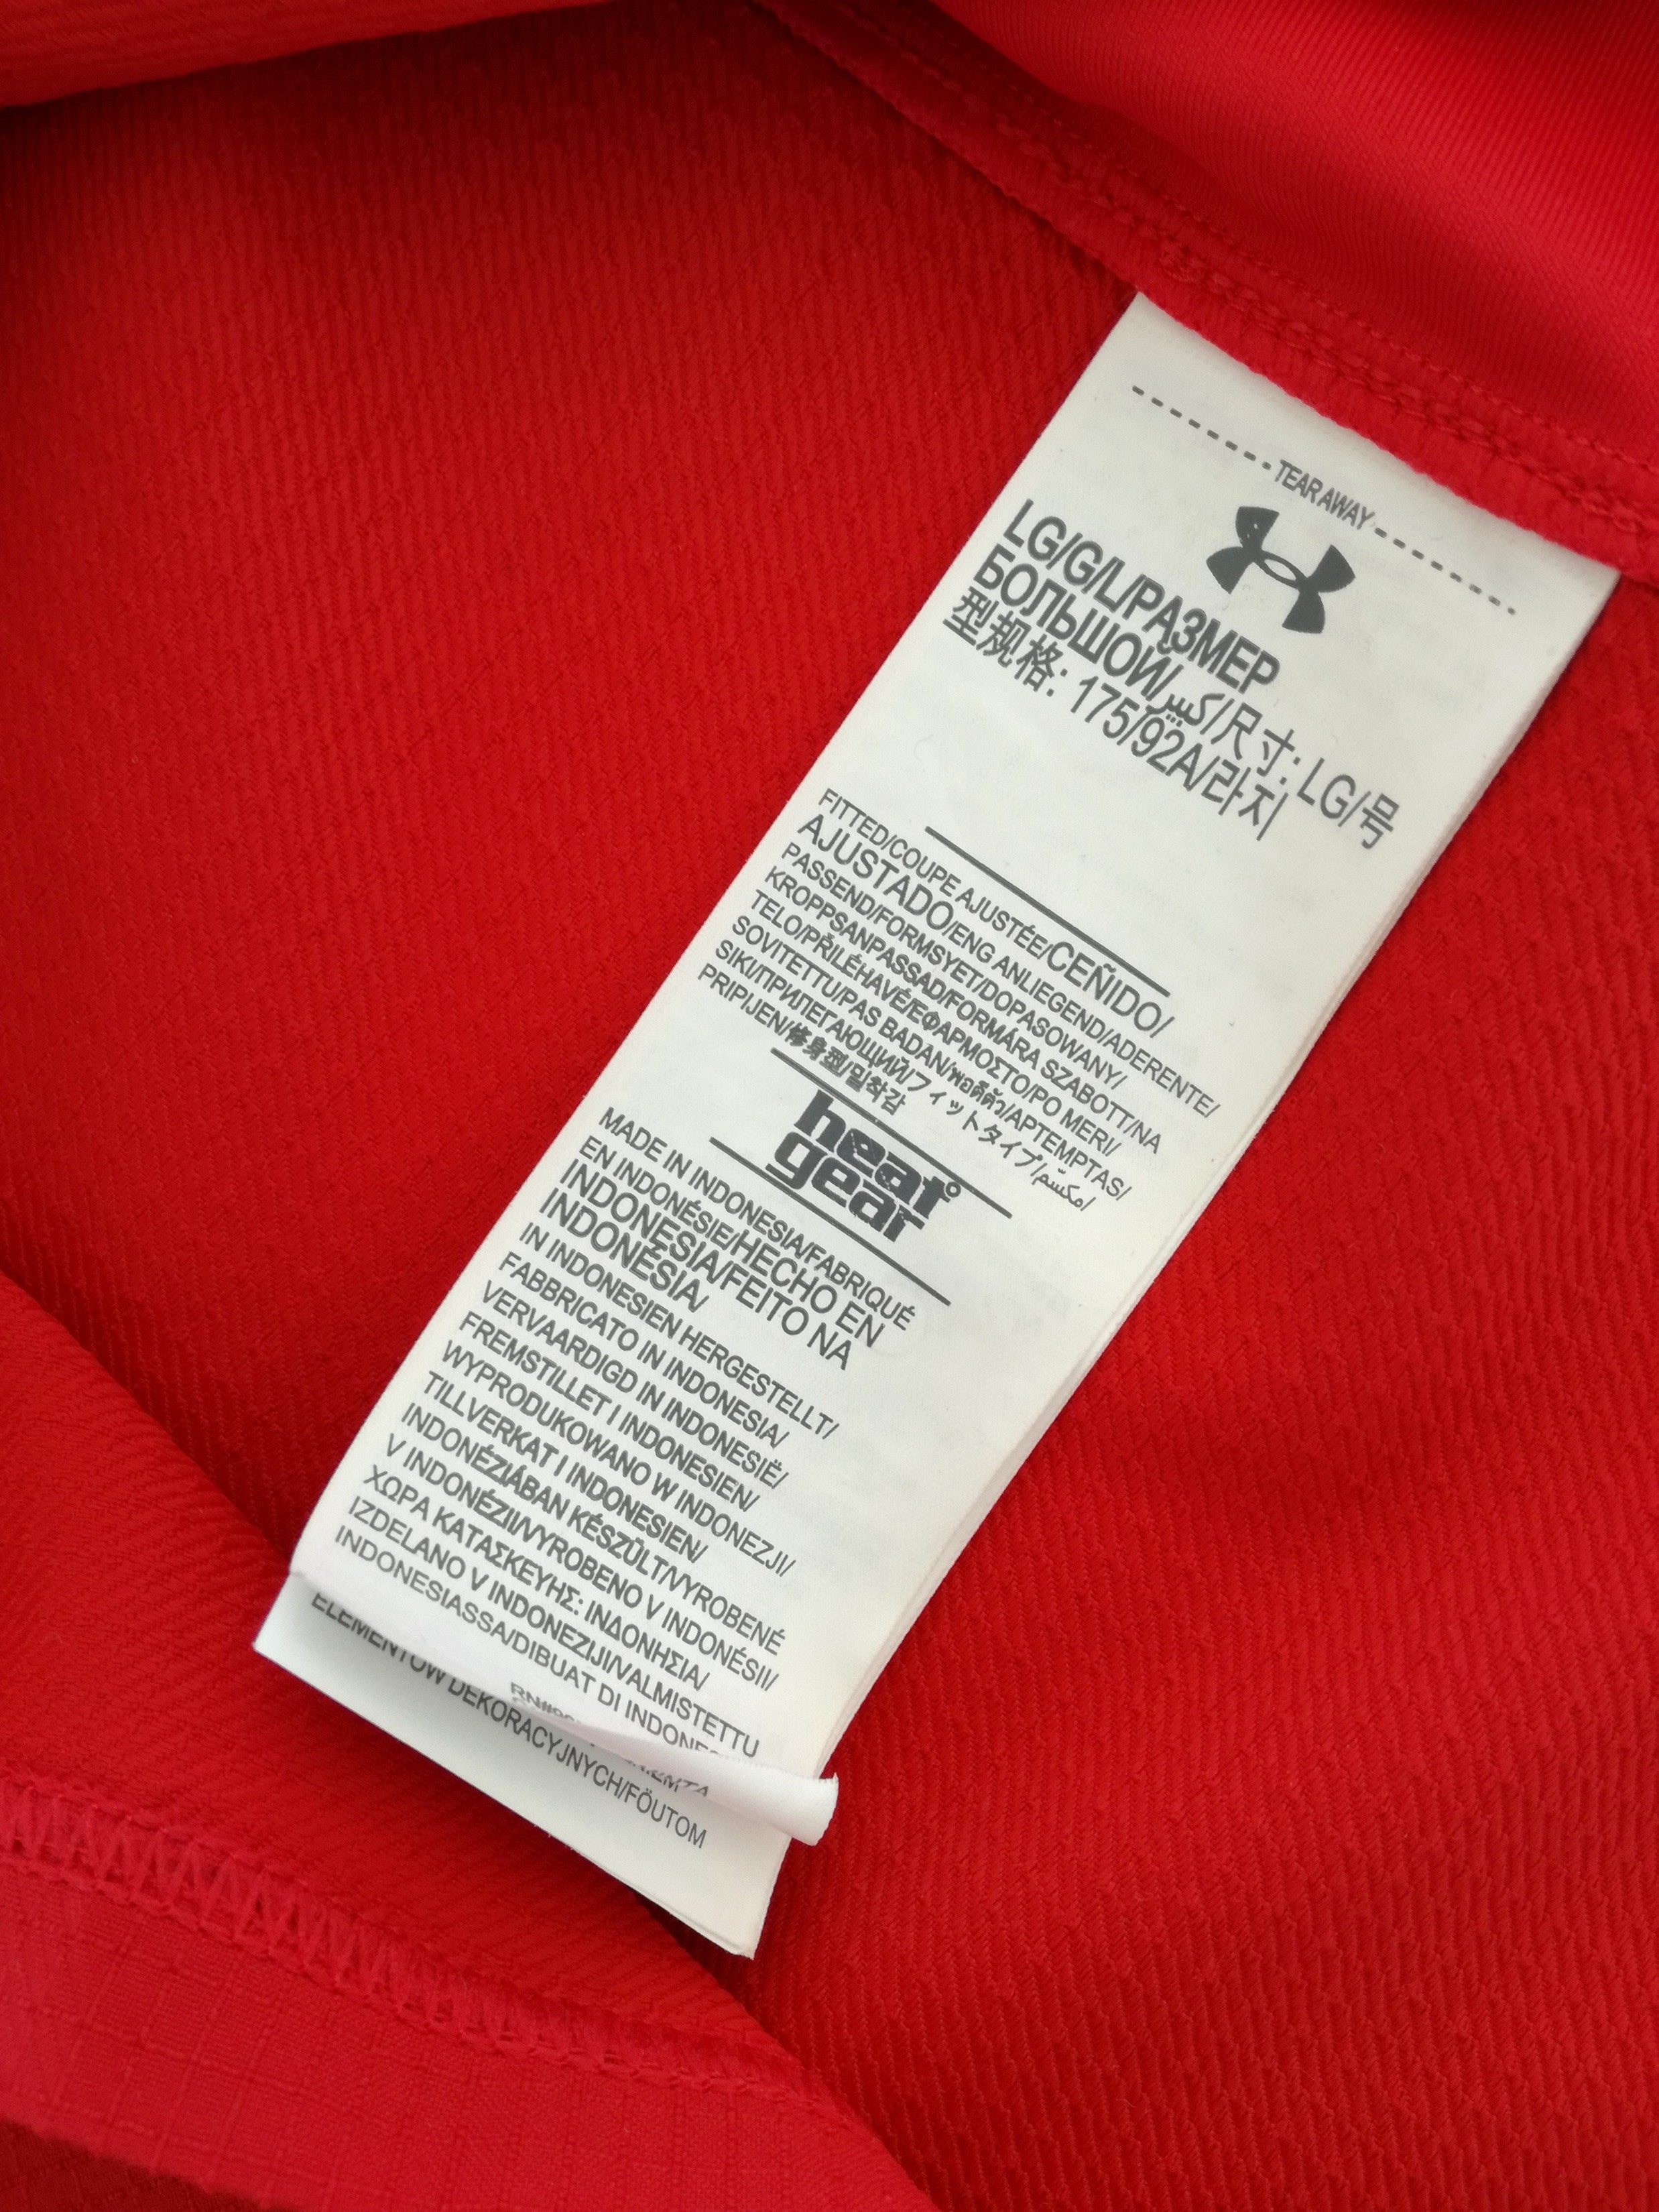 TEAR AWAY
LG/G/L/РАЗМЕР
БОЛЬШОЙ/كبير/尺寸: LG/号
型规格: 175/92A/라지
FITTED/COUPE AJUSTÉE/CEÑIDO/
AJUSTADO/ENG ANLIEGEND/ADERENTE/
PASSEND/FORMSYET/DOPASOWANY/
KROPPSANPASSAD/FORMÁRA SZABOTT/NA
TELO/PŘILÉHAVÉ/ΕΦΑΡΜΟΣΤΟ/PO MERI/
SOVITETTU/PAS BADAN/พอดีตัว/APTEMPTAS/
SIKI/ПРИЛЕГАЮЩИЙ/フィットタイプ/مكسّم/
PRIPIJEN/修身型/밀착감
heat
gear
MADE IN INDONESIA/FABRIQUÉ
EN INDONÉSIE/HECHO EN
INDONESIA/FEITO NA
INDONÉSIA/
IN INDONESIEN HERGESTELLT/
FABBRICATO IN INDONESIA/
VERVAARDIGD IN INDONESIË/
FREMSTILLET I INDONESIEN/
WYPRODUKOWANO W INDONEZJI/
TILLVERKAT I INDONESIEN/
INDONÉZIÁBAN KÉSZÜLT/VYROBENÉ
V INDONÉZII/VYROBENO V INDONÉSII/
ΧΩΡΑ ΚΑΤΑΣΚΕΥΗΣ: ΙΝΔΟΝΗΣΙΑ/
IZDELANO V INDONEZIJI/VALMISTETTU
INDONESIASSA/DIBUAT DI
ELEMENTÓW DEKORACYJNYCH/FÖUTOM